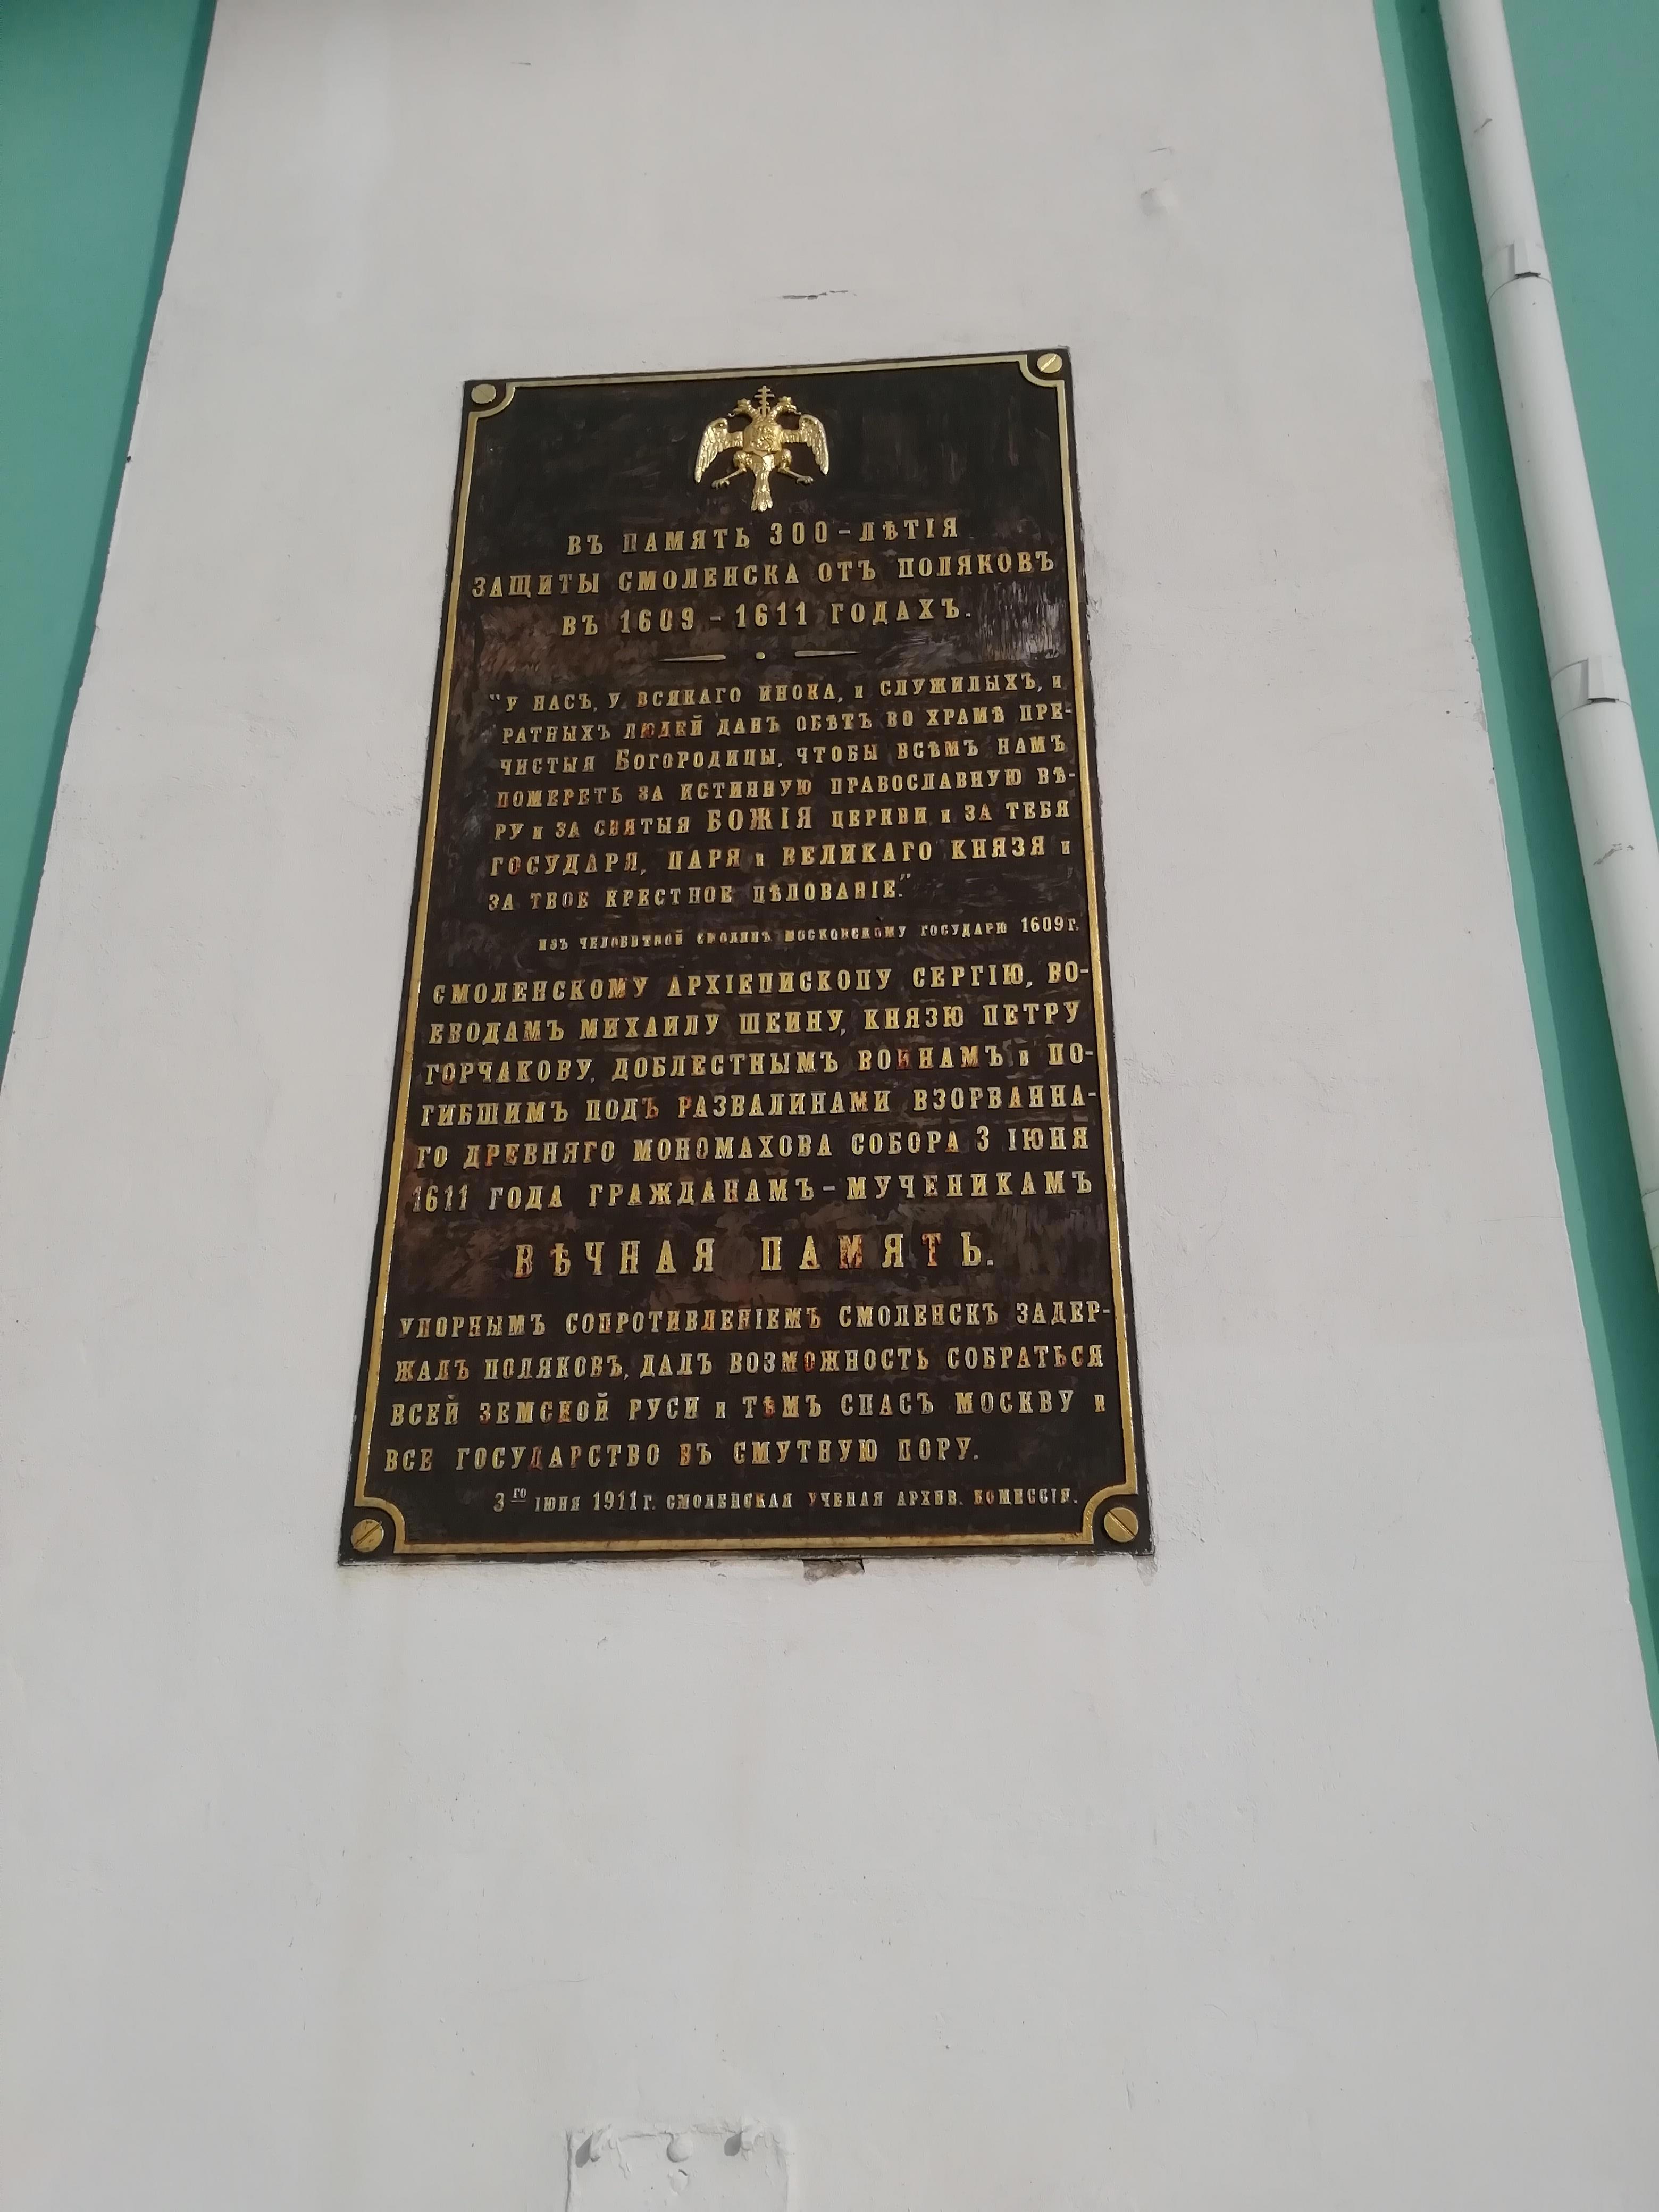 ВЪ ПАМЯТЬ 300-ЛѢТІЯ
ЗАЩИТЫ СМОЛЕНСКА ОТЪ ПОЛЯКОВЪ
ВЪ 1609 - 1611 ГОДАХЪ.
"У НАСЪ, У ВСЯКАГО ИНОКА, и СЛУЖИЛЫХЪ, и
РАТНЫХЪ ЛЮДЕЙ ДАНЪ ОБѢТЪ ВО ХРАМѢ ПРЕ-
ЧИСТЫЯ БОГОРОДИЦЫ, ЧТОБЫ ВСѢМЪ НАМЪ
ПОМЕРЕТЬ ЗА ИСТИННУЮ ПРАВОСЛАВНУЮ ВѢ-
РУ и ЗА СВЯТЫЯ БОЖІЯ ЦЕРКВИ и ЗА ТЕБЯ
ГОСУДАРЯ, ЦАРЯ и ВЕЛИКАГО КНЯЗЯ и
ЗА ТВОЕ КРЕСТНОЕ ЦѢЛОВАНІЕ."
ИЗЪ ЧЕЛОБИТНОЙ СМОЛЯНЪ МОСКОВСКОМУ ГОСУДАРЮ 1609 г.
СМОЛЕНСКОМУ АРХІЕПИСКОПУ СЕРГІЮ, ВО-
ЕВОДАМЪ МИХАИЛУ ШЕИНУ, КНЯЗЮ ПЕТРУ
ГОРЧАКОВУ, ДОБЛЕСТНЫМЪ ВОИНАМЪ и ПО-
ГИБШИМЪ ПОДЪ РАЗВАЛИНАМИ ВЗОРВАННА-
ГО ДРЕВНЯГО МОНОМАХОВА СОБОРА 3 ІЮНЯ
1611 ГОДА ГРАЖДАНАМЪ-МУЧЕНИКАМЪ
ВѢЧНАЯ ПАМЯТЬ.
УПОРНЫМЪ СОПРОТИВЛЕНІЕМЪ СМОЛЕНСКЪ ЗАДЕР-
ЖАЛЪ ПОЛЯКОВЪ, ДАЛЪ ВОЗМОЖНОСТЬ СОБРАТЬСЯ
ВСЕЙ ЗЕМСКОЙ РУСИ и ТѢМЪ СПАСЪ МОСКВУ и
ВСЕ ГОСУДАРСТВО ВЪ СМУТНУЮ ПОРУ.
3го ІЮНЯ 1911 г. СМОЛЕНСКАЯ УЧЕНАЯ АРХИВ. КОМИССІЯ.